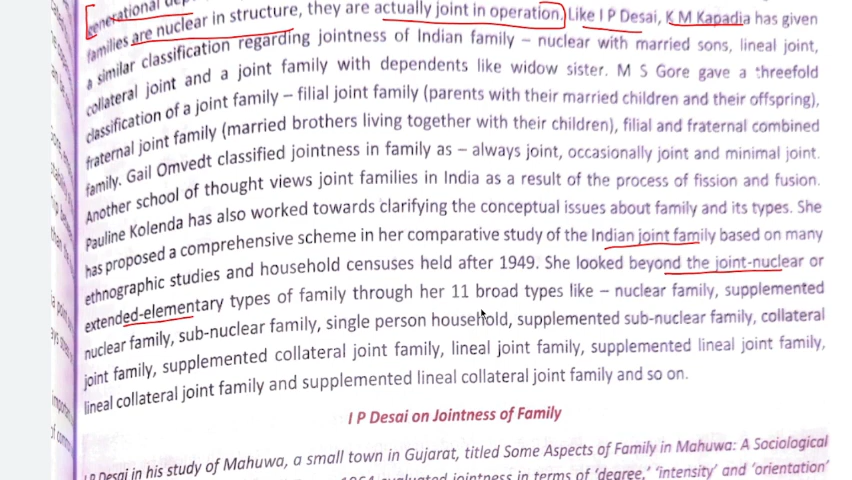 generational
families are nuclear in structure, they are actually joint in operation. Like I P Desai, K M Kapadia has given
a similar classification regarding jointness of Indian family – nuclear with married sons, lineal joint,
collateral joint and a joint family with dependents like widow sister. M S Gore gave a threefold
classification of a joint family – filial joint family (parents with their married children and their offspring),
fraternal joint family (married brothers living together with their children), filial and fraternal combined
family. Gail Omvedt classified jointness in family as – always joint, occasionally joint and minimal joint.
Another school of thought views joint families in India as a result of the process of fission and fusion.
Pauline Kolenda has also worked towards clarifying the conceptual issues about family and its types. She
has proposed a comprehensive scheme in her comparative study of the Indian joint family based on many
ethnographic studies and household censuses held after 1949. She looked beyond the joint-nuclear or
extended-elementary types of family through her 11 broad types like – nuclear family, supplemented
nuclear family, sub-nuclear family, single person household, supplemented sub-nuclear family, collateral
joint family, supplemented collateral joint family, lineal joint family, supplemented lineal joint family,
lineal collateral joint family and supplemented lineal collateral joint family and so on.
I P Desai on Jointness of Family
I P Desai in his study of Mahuwa, a small town in Gujarat, titled Some Aspects of Family in Mahuwa: A Sociological
1964 evaluated jointness in terms of 'degree,' 'intensity' and 'orientation'